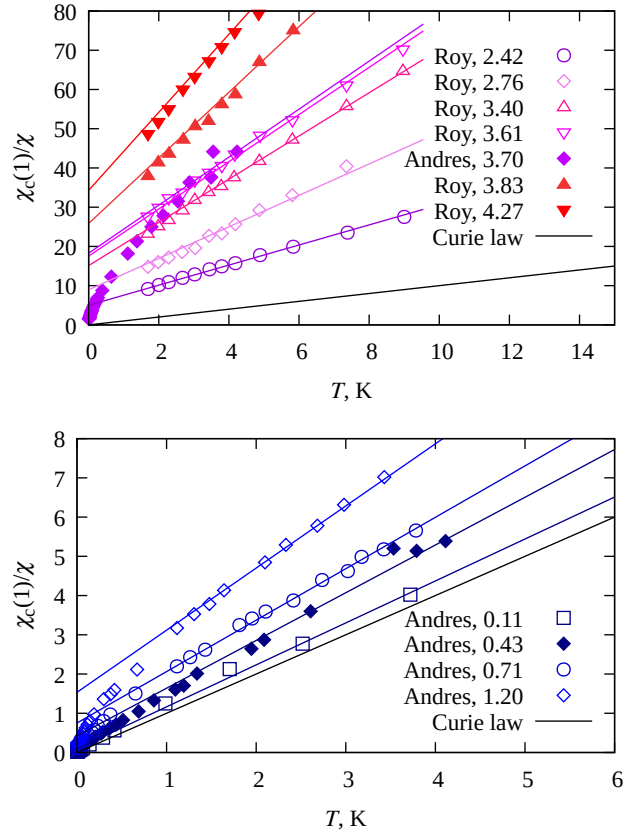 80
70
60
50
40
30
20
10
0
χc(1)/χ
Roy, 2.42
Roy, 2.76
Roy, 3.40
Roy, 3.61
Andres, 3.70
Roy, 3.83
Roy, 4.27
Curie law
0 2 4 6 8 10 12 14
T, K
8
7
6
5
4
3
2
1
0
χc(1)/χ
Andres, 0.11
Andres, 0.43
Andres, 0.71
Andres, 1.20
Curie law
0 1 2 3 4 5 6
T, K